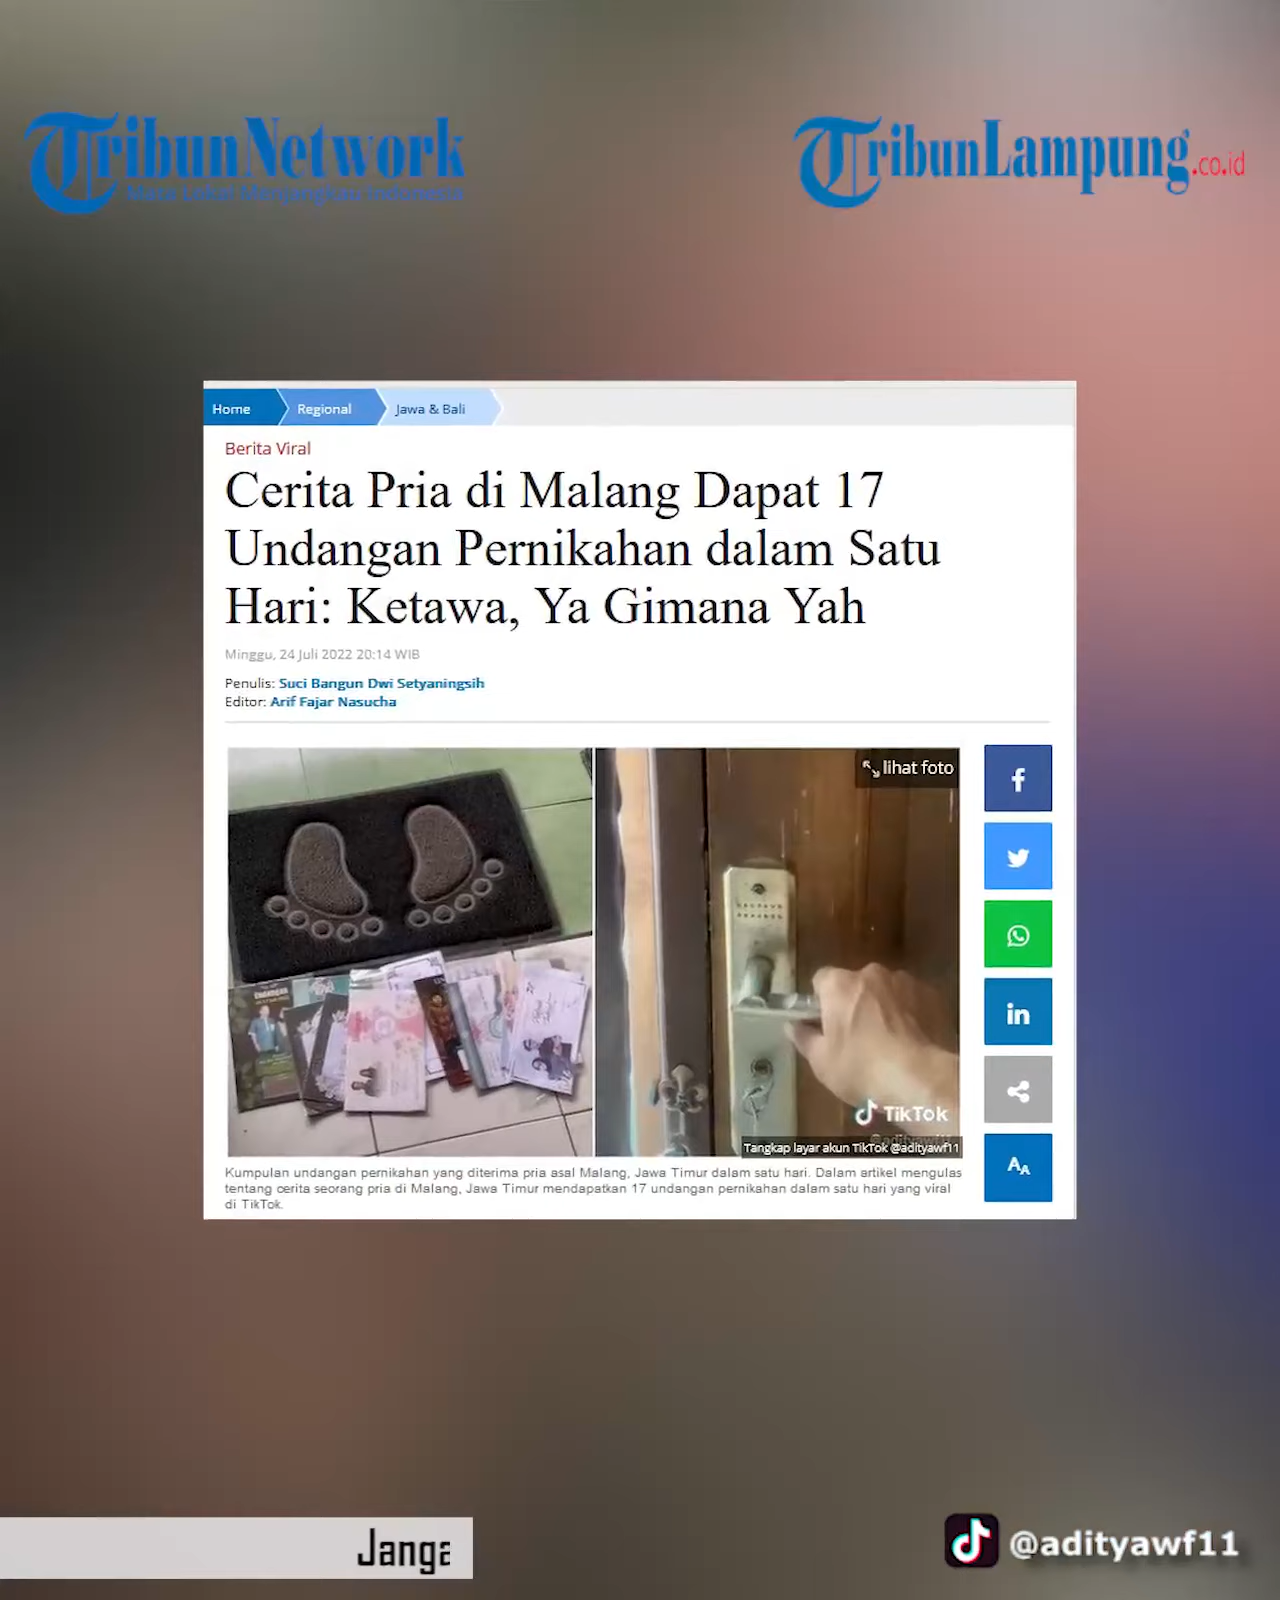 TribunNetwork
Mata Lokal Menjangkau Indonesia
TribunLampung.co.id
Home
Regional
Jawa & Bali
Berita Viral
Cerita Pria di Malang Dapat 17
Undangan Pernikahan dalam Satu
Hari: Ketawa, Ya Gimana Yah
Minggu, 24 Juli 2022 20:14 WIB
Penulis: Suci Bangun Dwi Setyaningsih
Editor: Arif Fajar Nasucha
lihat foto
TikTok
@adityawf11
Tangkap layar akun TikTok @adityawf11
Kumpulan undangan pernikahan yang diterima pria asal Malang, Jawa Timur dalam satu hari. Dalam artikel mengulas
tentang cerita seorang pria di Malang, Jawa Timur mendapatkan 17 undangan pernikahan dalam satu hari yang viral
di TikTok.
Janga
@adityawf11